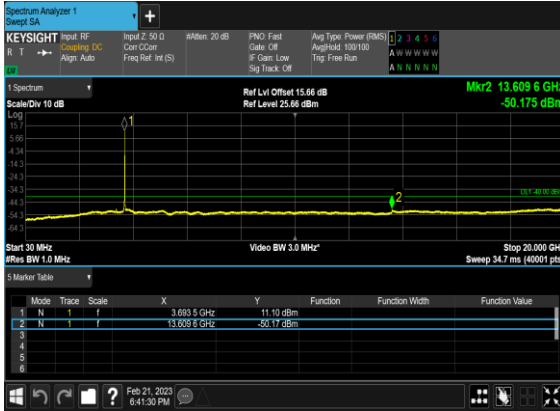 Spectrum Analyzer 1
Swept SA
+
KEYSIGHT
R T
Input: RF
Coupling: DC
Align: Auto
Input Z: 50 Ω
Corr CCorr
Freq Ref: Int (S)
#Atten: 20 dB
PNO: Fast
Gate: Off
IF Gain: Low
Sig Track: Off
Avg Type: Power (RMS)
Avg|Hold: 100/100
Trig: Free Run
1 2 3 4 5 6
A W W W W W
A N N N N N
1 Spectrum
Scale/Div 10 dB
Ref Lvl Offset 15.66 dB
Ref Level 25.66 dBm
Mkr2 13.609 6 GHz
-50.175 dBm
Log
15.7
5.66
-4.34
-14.3
-24.3
-34.3
-44.3
-54.3
-64.3
1
2
DL1 -40.00 dBm
Start 30 MHz
#Res BW 1.0 MHz
Video BW 3.0 MHz*
Stop 20.000 GHz
Sweep 34.7 ms (40001 pts)
5 Marker Table
Mode Trace Scale X Y Function Function Width Function Value
1 N 1 f 3.693 5 GHz 11.10 dBm
2 N 1 f 13.609 6 GHz -50.17 dBm
3
4
5
6
?
Feb 21, 2023
6:41:30 PM